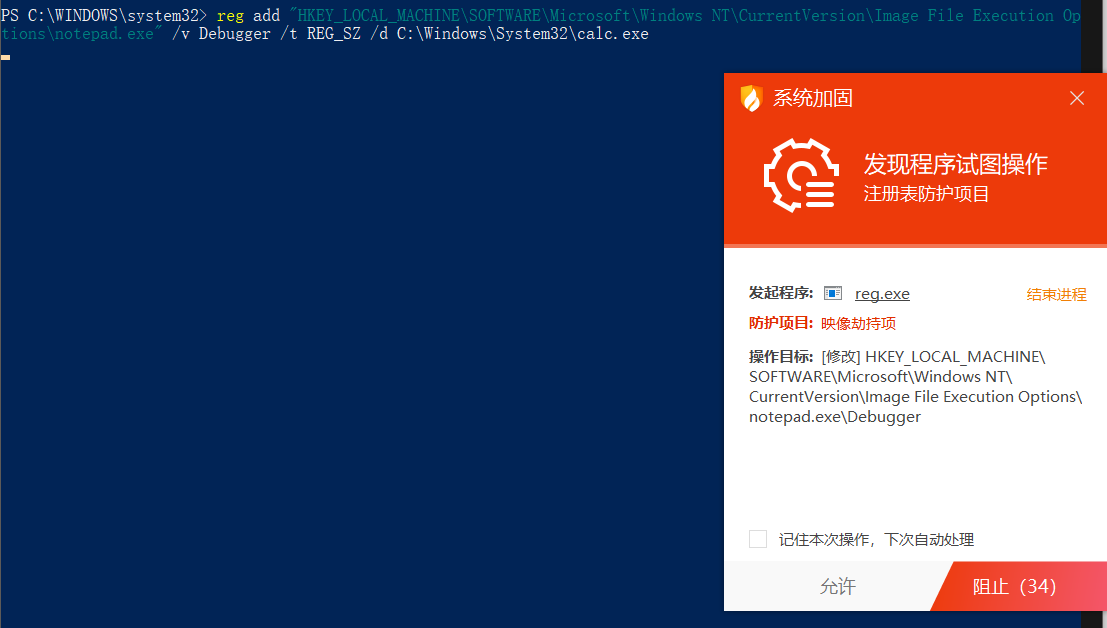 PS C:\WINDOWS\system32> reg add "HKEY_LOCAL_MACHINE\SOFTWARE\Microsoft\Windows NT\CurrentVersion\Image File Execution Op
tions\notepad.exe" /v Debugger /t REG_SZ /d C:\Windows\System32\calc.exe
系统加固
发现程序试图操作
注册表防护项目
发起程序: reg.exe 结束进程
防护项目: 映像劫持项
操作目标: [修改] HKEY_LOCAL_MACHINE\
SOFTWARE\Microsoft\Windows NT\
CurrentVersion\Image File Execution Options\
notepad.exe\Debugger
记住本次操作，下次自动处理
允许 阻止（34）